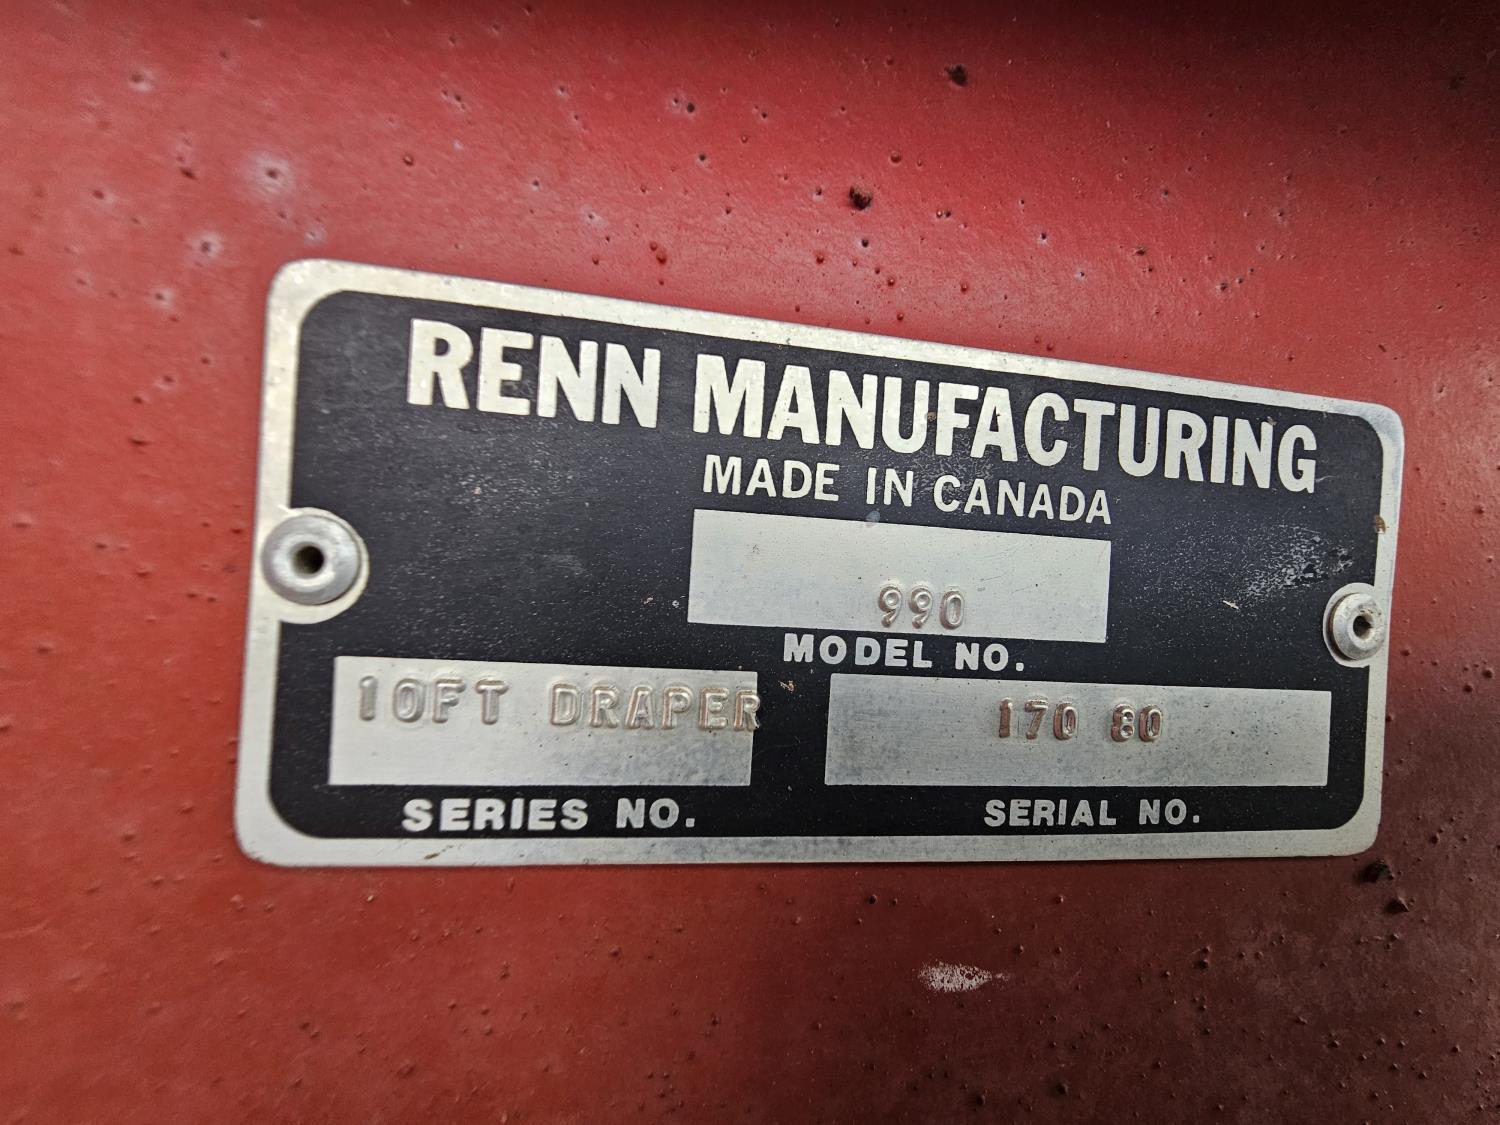 RENN MANUFACTURING
MADE IN CANADA
990
MODEL NO.
10FT DRAPER
SERIES NO.
170 80
SERIAL NO.